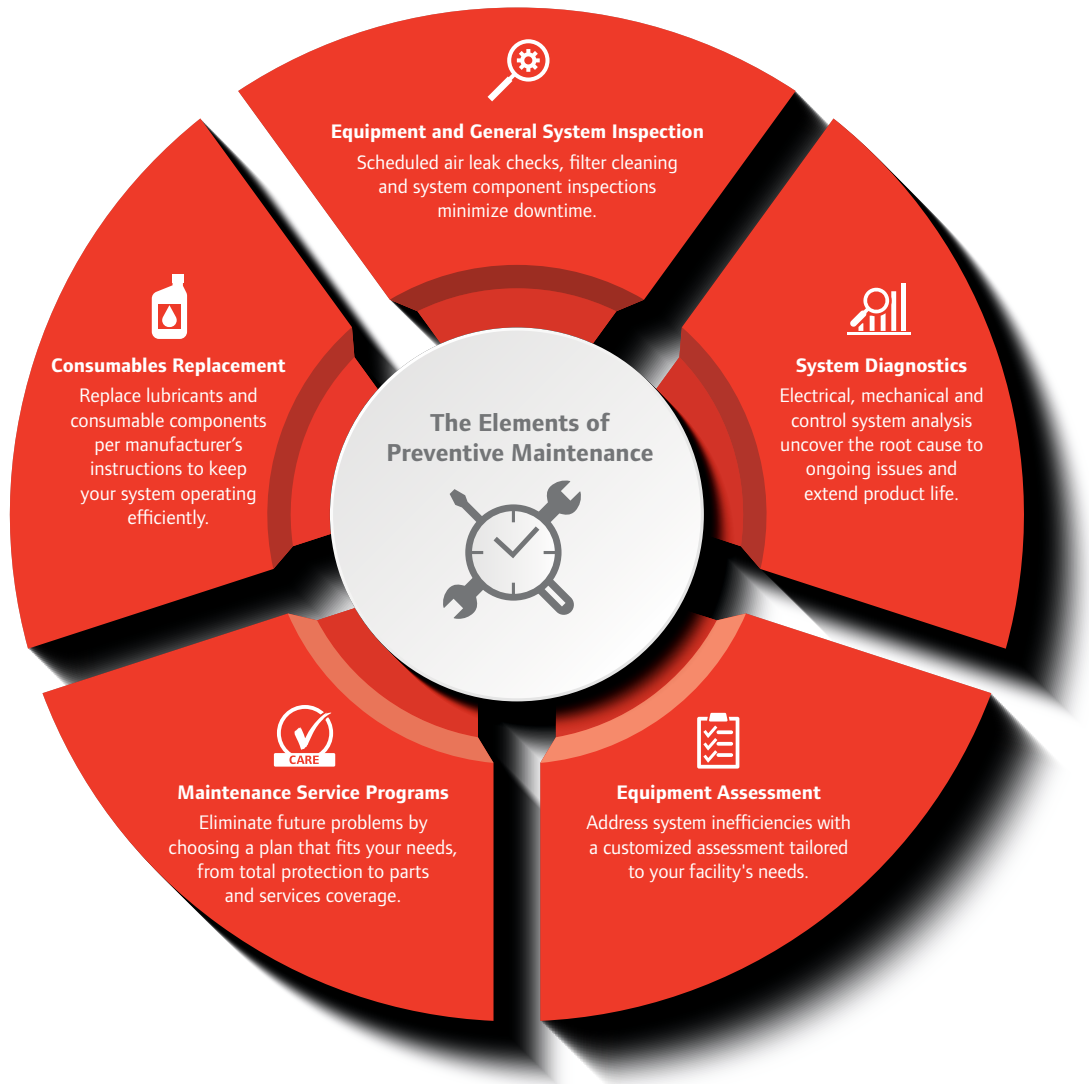 Equipment and General System Inspection
Scheduled air leak checks, filter cleaning
and system component inspections
minimize downtime.
System Diagnostics
Electrical, mechanical and
control system analysis
uncover the root cause to
ongoing issues and
extend product life.
Consumables Replacement
Replace lubricants and
consumable components
per manufacturer’s
instructions to keep
your system operating
efficiently.
The Elements of
Preventive Maintenance
CARE
Maintenance Service Programs
Eliminate future problems by
choosing a plan that fits your needs,
from total protection to parts
and services coverage.
Equipment Assessment
Address system inefficiencies with
a customized assessment tailored
to your facility's needs.